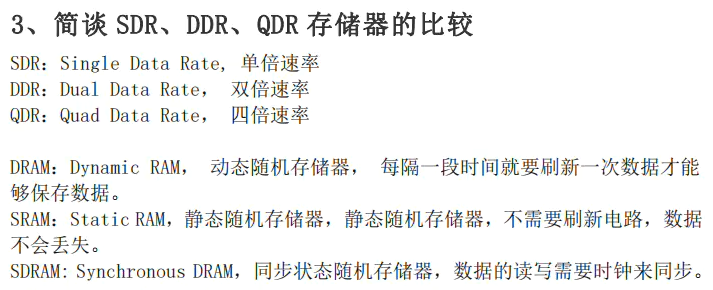 3、简谈 SDR、DDR、QDR 存储器的比较
SDR：Single Data Rate, 单倍速率
DDR：Dual Data Rate， 双倍速率
QDR：Quad Data Rate， 四倍速率
DRAM：Dynamic RAM， 动态随机存储器， 每隔一段时间就要刷新一次数据才能
够保存数据。
SRAM：Static RAM，静态随机存储器，静态随机存储器，不需要刷新电路，数据
不会丢失。
SDRAM: Synchronous DRAM，同步状态随机存储器，数据的读写需要时钟来同步。